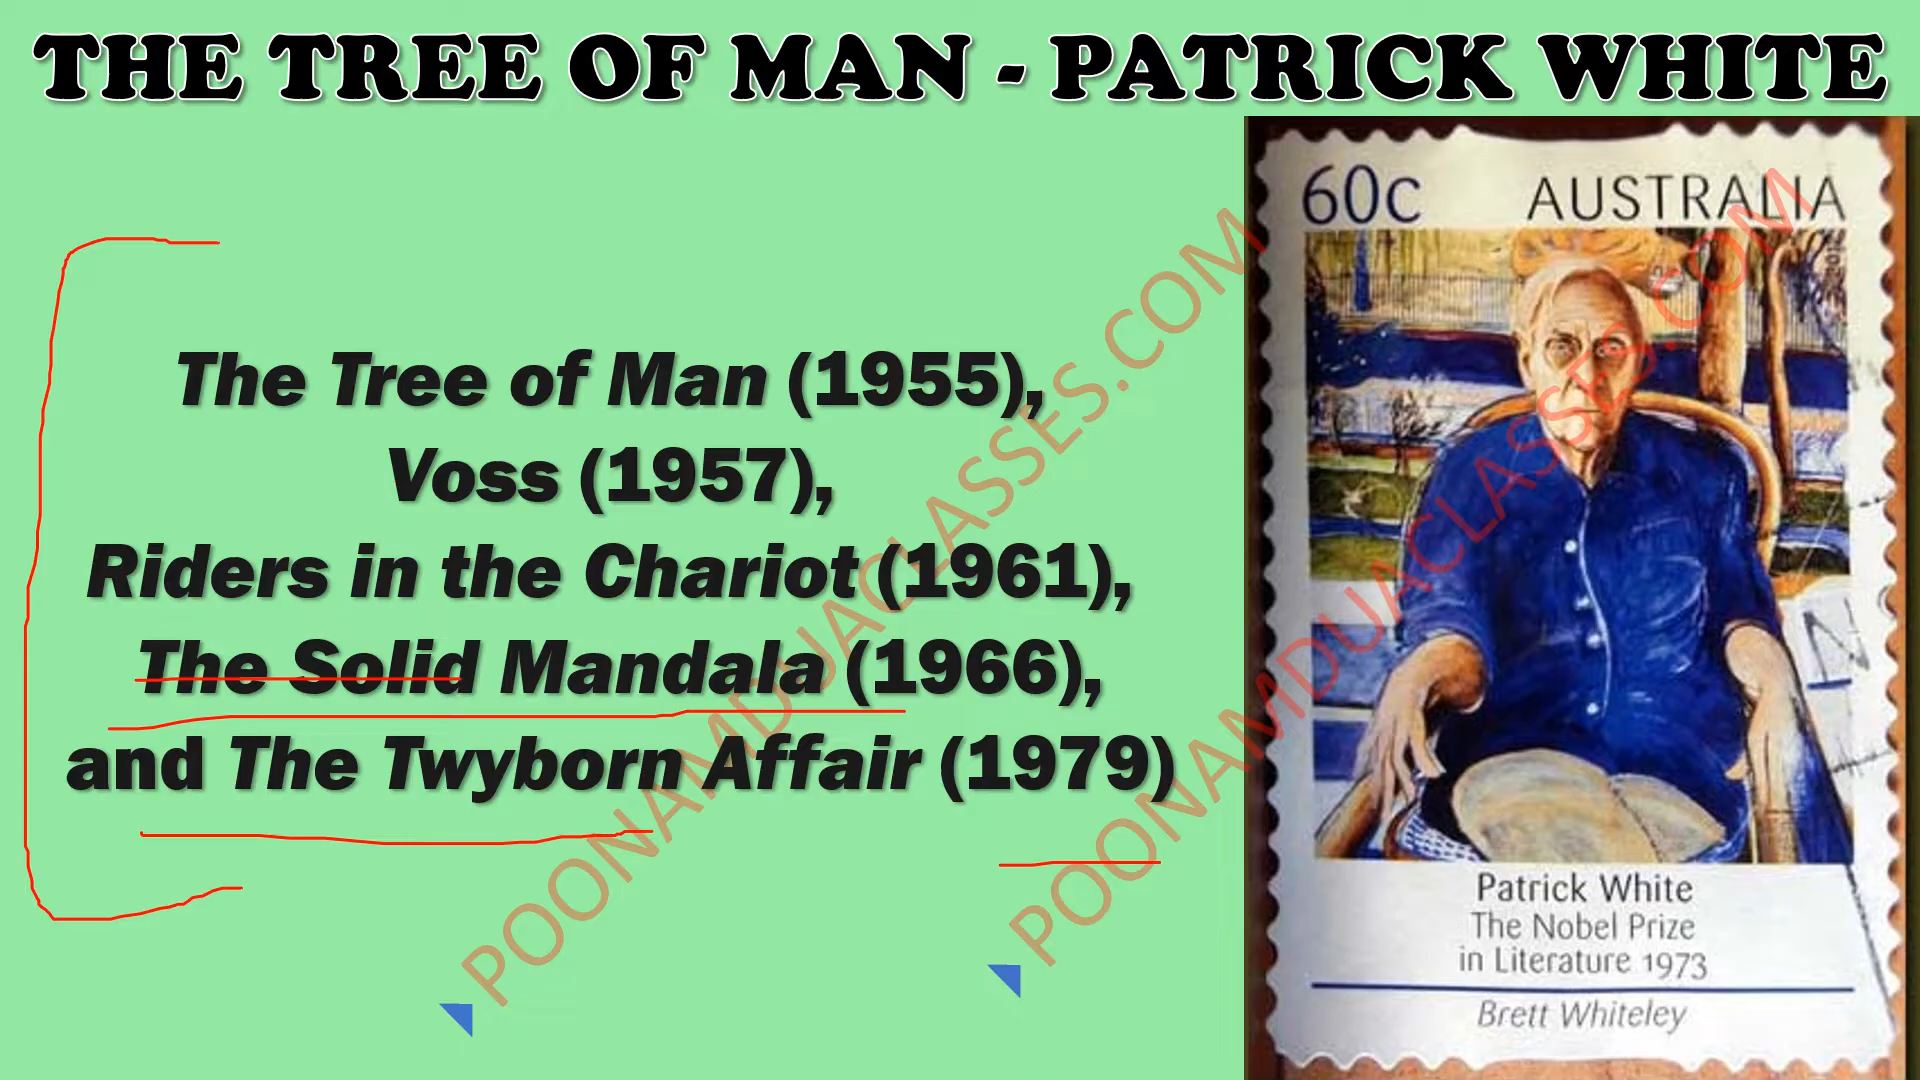 THE TREE OF MAN - PATRICK WHITE
The Tree of Man (1955),
Voss (1957),
Riders in the Chariot (1961),
The Solid Mandala (1966),
and The Twyborn Affair (1979)
60c AUSTRALIA
Patrick White
The Nobel Prize
in Literature 1973
Brett Whiteley
POONAMDUACLASSES.COM
POONAMDUACLASSES.COM